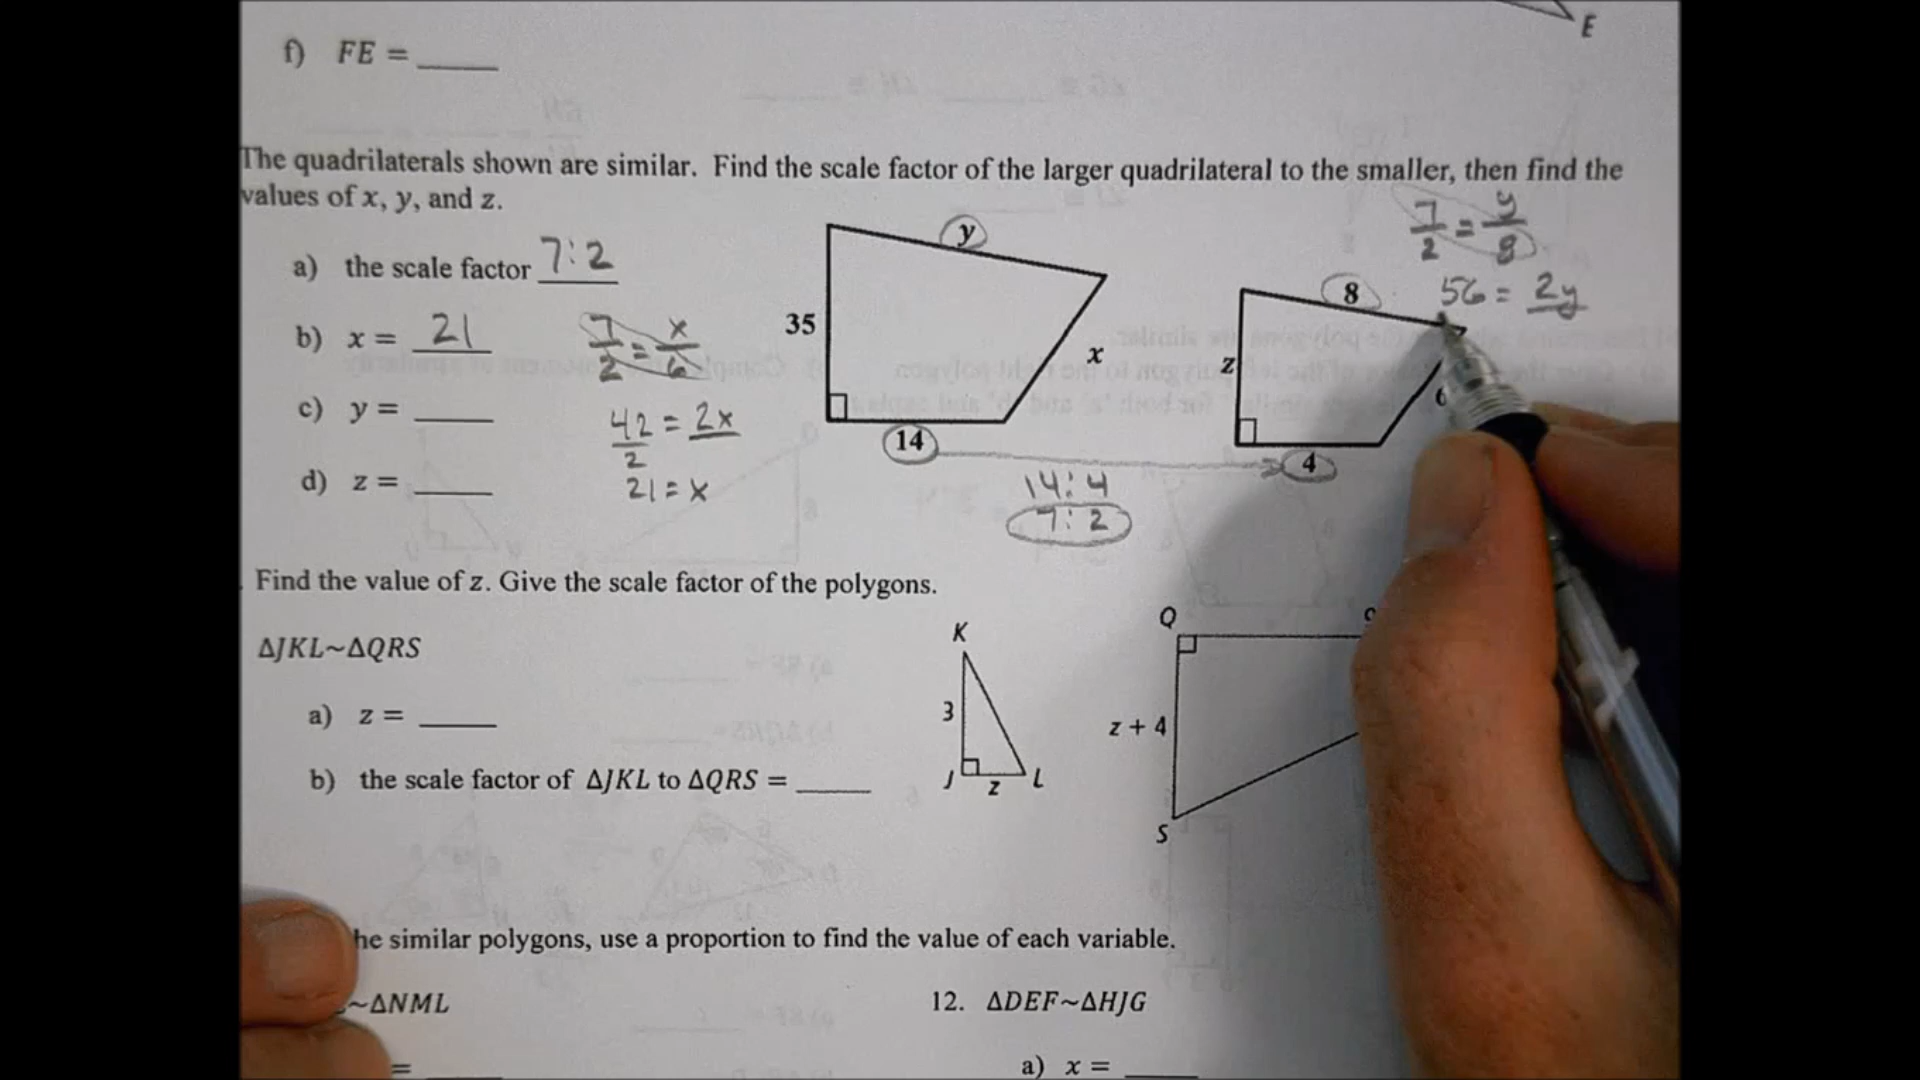 E
f) FE = ____
The quadrilaterals shown are similar. Find the scale factor of the larger quadrilateral to the smaller, then find the
values of x, y, and z.
a) the scale factor 7:2
b) x = 21
c) y = ____
d) z = ____
7/2 = x/6
42/2 = 2x
21 = x
y
35
x
14
8
z
6
4
14:4
7:2
7/2 = y/8
56 = 2y
Find the value of z. Give the scale factor of the polygons.
ΔJKL~ΔQRS
a) z = ____
b) the scale factor of ΔJKL to ΔQRS = ____
K
3
J
z
L
Q
z + 4
S
he similar polygons, use a proportion to find the value of each variable.
~ΔNML
= ____
12. ΔDEF~ΔHJG
a) x = ____